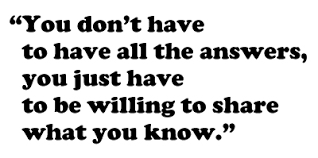 “You don’t have
to have all the answers,
you just have
to be willing to share
what you know.”